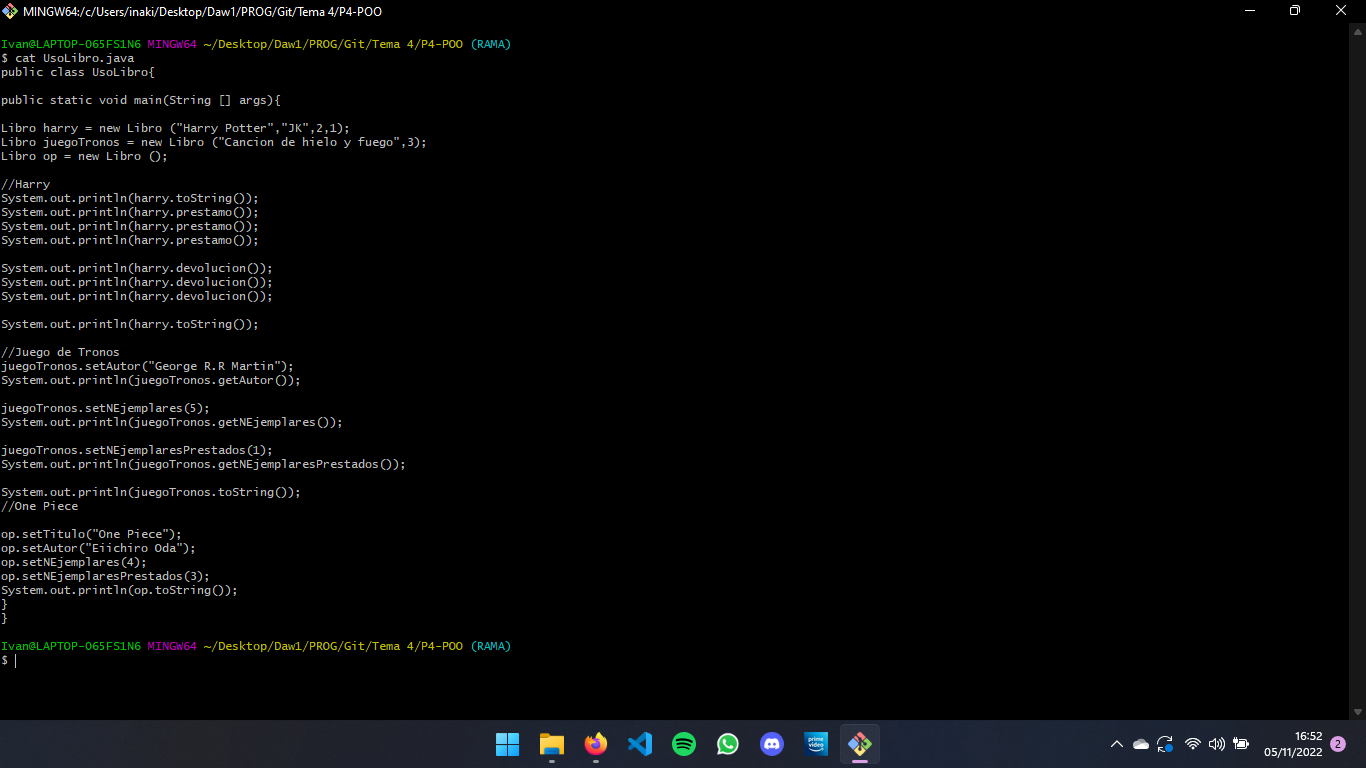 MINGW64:/c/Users/inaki/Desktop/Daw1/PROG/Git/Tema 4/P4-POO
Ivan@LAPTOP-O65FS1N6 MINGW64 ~/Desktop/Daw1/PROG/Git/Tema 4/P4-POO (RAMA)
$ cat UsoLibro.java
public class UsoLibro{
public static void main(String [] args){
Libro harry = new Libro ("Harry Potter","JK",2,1);
Libro juegoTronos = new Libro ("Cancion de hielo y fuego",3);
Libro op = new Libro ();
//Harry
System.out.println(harry.toString());
System.out.println(harry.prestamo());
System.out.println(harry.prestamo());
System.out.println(harry.prestamo());
System.out.println(harry.devolucion());
System.out.println(harry.devolucion());
System.out.println(harry.devolucion());
System.out.println(harry.toString());
//Juego de Tronos
juegoTronos.setAutor("George R.R Martin");
System.out.println(juegoTronos.getAutor());
juegoTronos.setNEjemplares(5);
System.out.println(juegoTronos.getNEjemplares());
juegoTronos.setNEjemplaresPrestados(1);
System.out.println(juegoTronos.getNEjemplaresPrestados());
System.out.println(juegoTronos.toString());
//One Piece
op.setTitulo("One Piece");
op.setAutor("Eiichiro Oda");
op.setNEjemplares(4);
op.setNEjemplaresPrestados(3);
System.out.println(op.toString());
}
}
Ivan@LAPTOP-O65FS1N6 MINGW64 ~/Desktop/Daw1/PROG/Git/Tema 4/P4-POO (RAMA)
$
prime video
16:52
05/11/2022
2